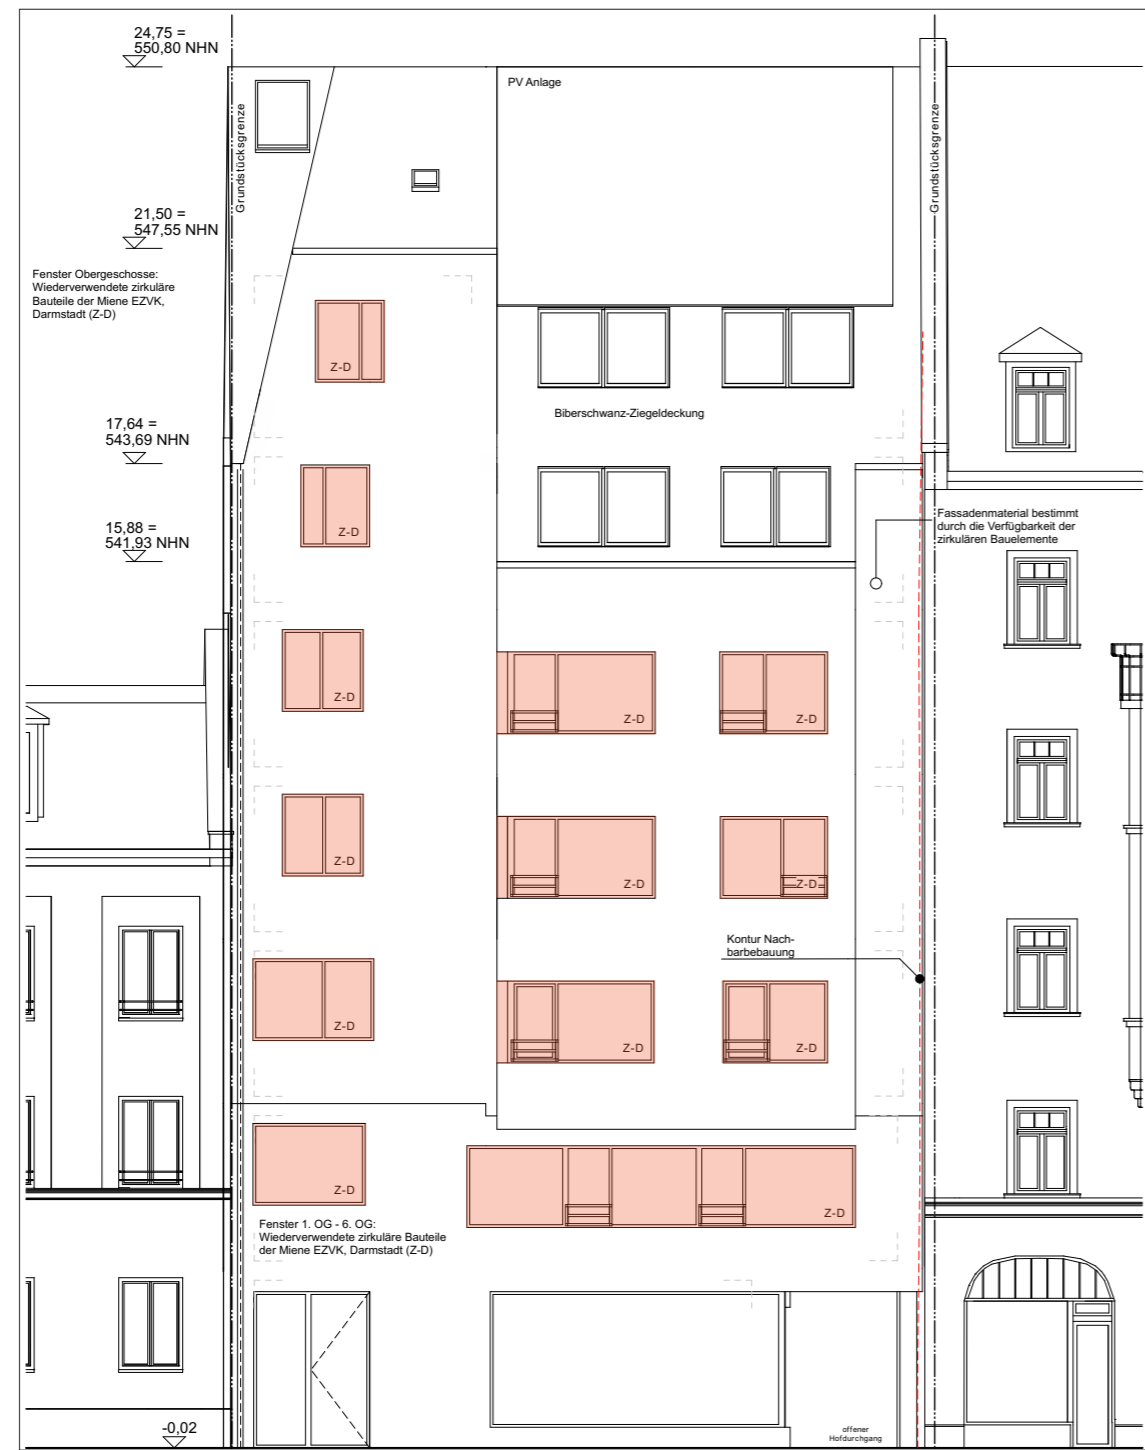 24,75 =
550,80 NHN
PV Anlage
Grundstücksgrenze
Grundstücksgrenze
21,50 =
547,55 NHN
Fenster Obergeschosse:
Wiederverwendete zirkuläre
Bauteile der Miene EZVK,
Darmstadt (Z-D)
Z-D
Biberschwanz-Ziegeldeckung
17,64 =
543,69 NHN
Z-D
15,88 =
541,93 NHN
Fassadenmaterial bestimmt
durch die Verfügbarkeit der
zirkulären Bauelemente
Z-D
Z-D
Z-D
Z-D
Z-D
Z-D
Kontur Nach-
barbebauung
Z-D
Z-D
Z-D
Z-D
Z-D
Fenster 1. OG - 6. OG:
Wiederverwendete zirkuläre Bauteile
der Miene EZVK, Darmstadt (Z-D)
-0,02
offener
Hofdurchgang